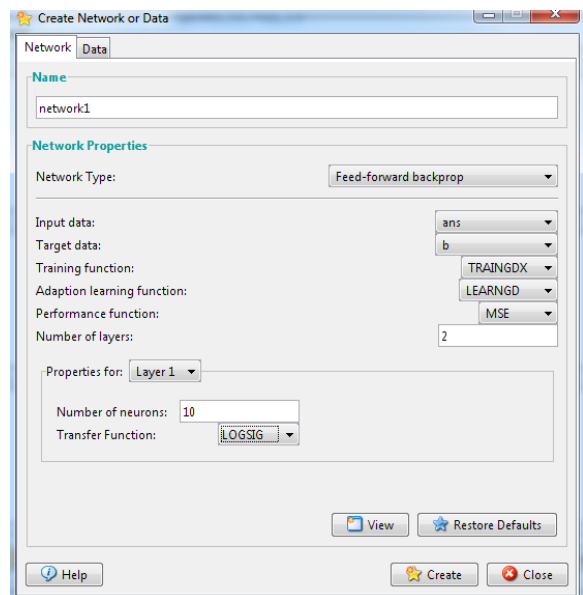 Create Network or Data
Network Data
Name
network1
Network Properties
Network Type: Feed-forward backprop
Input data: ans
Target data: b
Training function: TRAINGDX
Adaption learning function: LEARNGD
Performance function: MSE
Number of layers: 2
Properties for: Layer 1
Number of neurons: 10
Transfer Function: LOGSIG
View Restore Defaults
Help Create Close